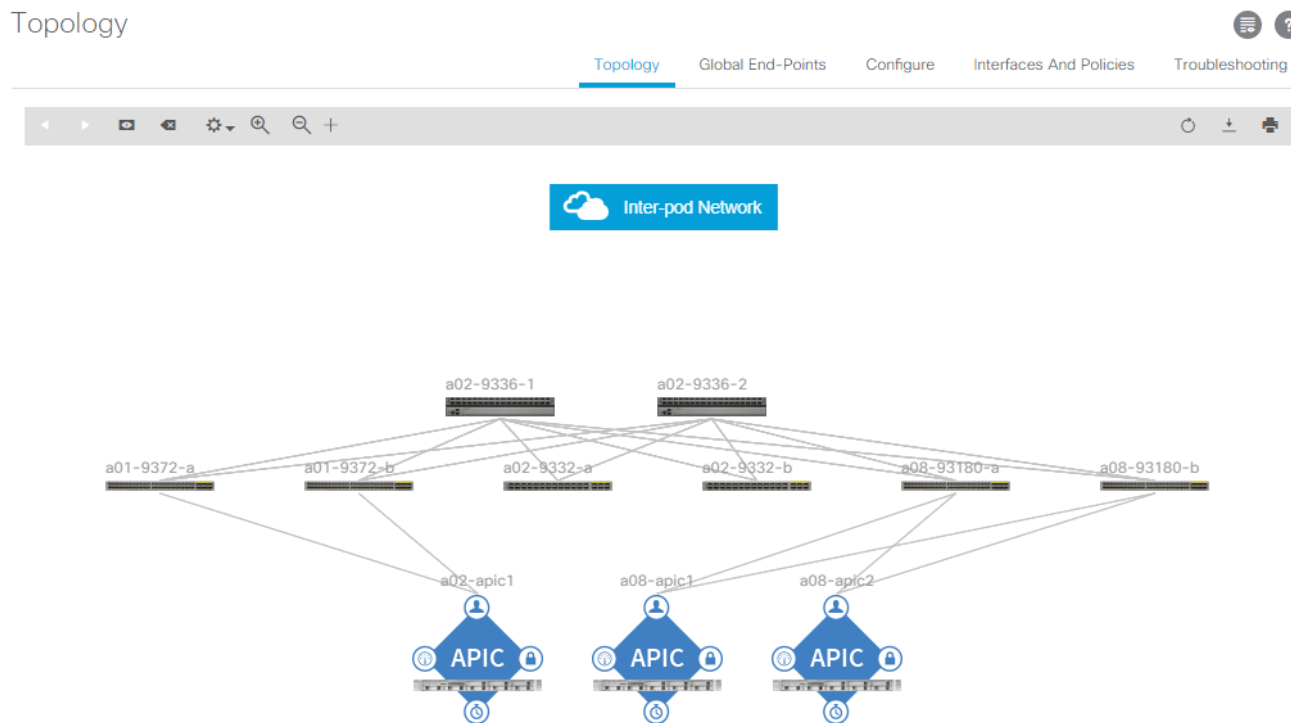 Topology
Topology Global End-Points Configure Interfaces And Policies Troubleshooting
Inter-pod Network
a02-9336-1 a02-9336-2
a01-9372-a a01-9372-b a02-9332-a a02-9332-b a08-93180-a a08-93180-b
a02-apic1 a08-apic1 a08-apic2
APIC APIC APIC